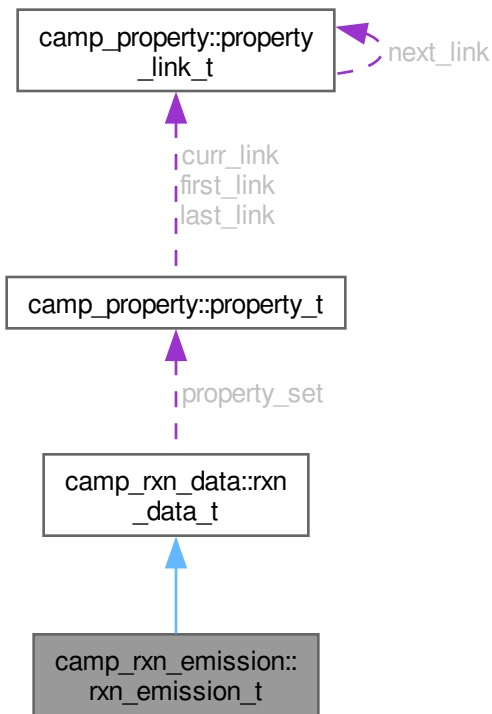 camp_property::property
_link_t
next_link
curr_link
first_link
last_link
camp_property::property_t
property_set
camp_rxn_data::rxn
_data_t
camp_rxn_emission::
rxn_emission_t